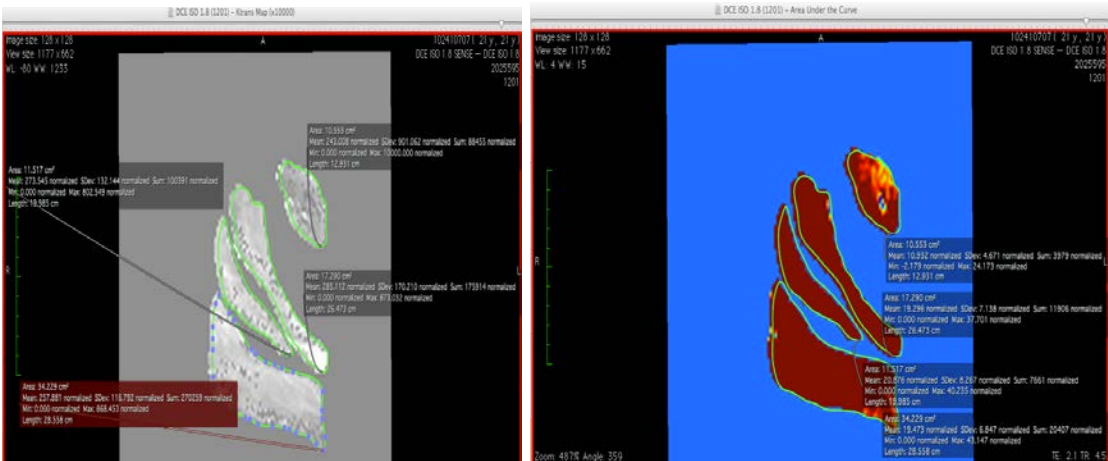 DCE ISO 1.8 (1201) – Ktrans Map (x10000)
Image size: 128 x 128
View size: 1177 x 662
WL: -80 WW: 1233
A
10241070? ( 21 y , 21 y )
DCE ISO 1.8 SENSE — DCE ISO 1.8
2025595
1201
Area: 10.553 cm²
Mean: 243.008 normalized SDev: 901.062 normalized Sum: 88455 normalized
Min: 0.000 normalized Max: 10000.000 normalized
Length: 12.931 cm
Area: 11.517 cm²
Mean: 273.545 normalized SDev: 132.144 normalized Sum: 100391 normalized
Min: 0.000 normalized Max: 802.549 normalized
Length: 19.985 cm
R
L
Area: 17.290 cm²
Mean: 285.112 normalized SDev: 170.210 normalized Sum: 175914 normalized
Min: 0.000 normalized Max: 873.032 normalized
Length: 26.473 cm
Area: 34.229 cm²
Mean: 257.881 normalized SDev: 116.792 normalized Sum: 270259 normalized
Min: 0.000 normalized Max: 868.453 normalized
Length: 28.558 cm
DCE ISO 1.8 (1201) – Area Under the Curve
Image size: 128 x 128
View size: 1177 x 662
WL: 4 WW: 15
A
10241070? ( 21 y , 21 y )
DCE ISO 1.8 SENSE — DCE ISO 1.8
2025595
1201
R
L
Area: 10.553 cm²
Mean: 10.932 normalized SDev: 4.671 normalized Sum: 3979 normalized
Min: -2.179 normalized Max: 24.173 normalized
Length: 12.931 cm
Area: 17.290 cm²
Mean: 19.296 normalized SDev: 7.138 normalized Sum: 11906 normalized
Min: 0.000 normalized Max: 37.701 normalized
Length: 26.473 cm
Area: 11.517 cm²
Mean: 20.876 normalized SDev: 8.267 normalized Sum: 7661 normalized
Min: 0.000 normalized Max: 40.235 normalized
Length: 19.985 cm
Area: 34.229 cm²
Mean: 19.473 normalized SDev: 6.847 normalized Sum: 20407 normalized
Min: 0.000 normalized Max: 43.147 normalized
Length: 28.558 cm
Zoom: 487% Angle: 359
TE: 2.1 TR: 4.5